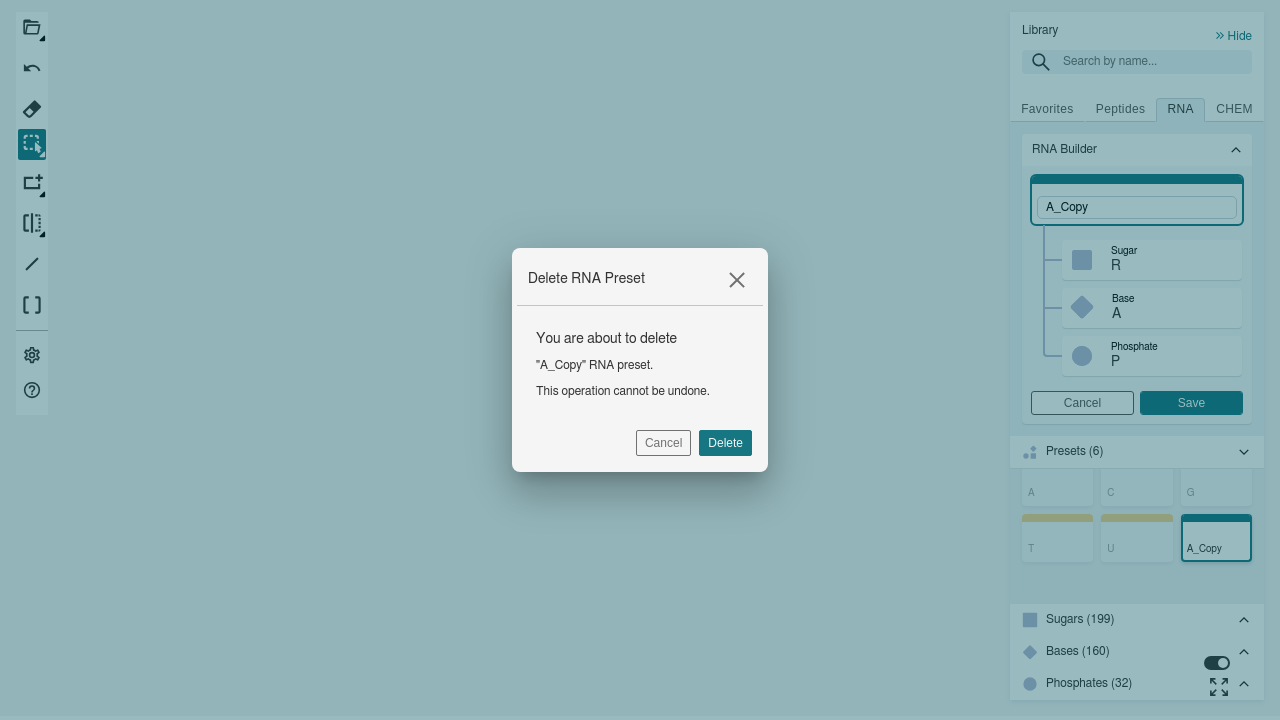 Library
Hide
Search by name...
Favorites Peptides RNA CHEM
RNA Builder
A_Copy
Sugar
R
Base
A
Phosphate
P
Cancel Save
Presets (6)
A C G
T U A_Copy
Sugars (199)
Bases (160)
Phosphates (32)
Delete RNA Preset
You are about to delete
"A_Copy" RNA preset.
This operation cannot be undone.
Cancel Delete